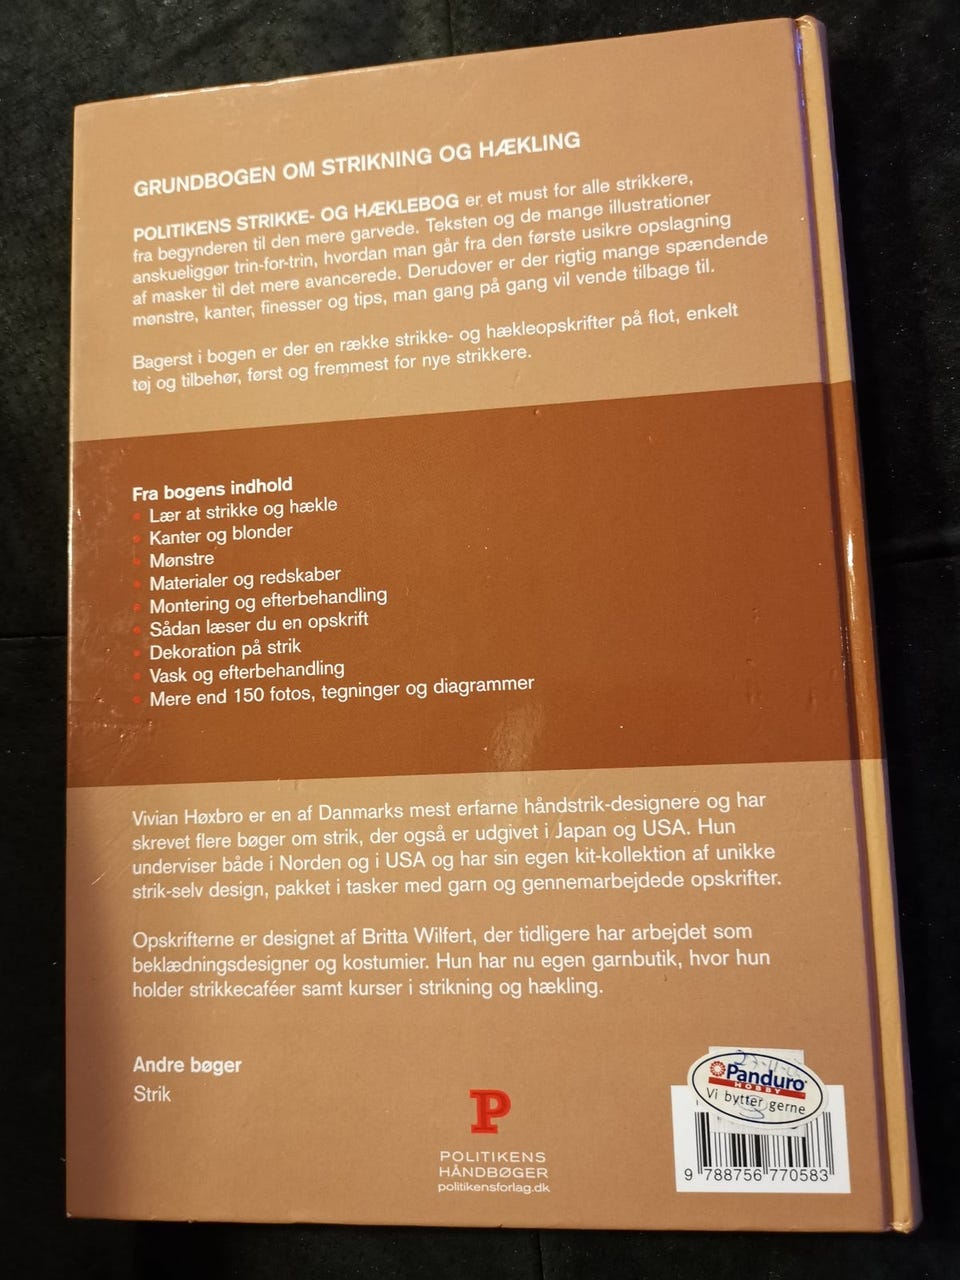 GRUNDBOGEN OM STRIKNING OG HÆKLING
POLITIKENS STRIKKE- OG HÆKLEBOG er et must for alle strikkere,
fra begynderen til den mere garvede. Teksten og de mange illustrationer
anskueliggør trin-for-trin, hvordan man går fra den første usikre opslagning
af masker til det mere avancerede. Derudover er der rigtig mange spændende
mønstre, kanter, finesser og tips, man gang på gang vil vende tilbage til.
Bagerst i bogen er der en række strikke- og hækleopskrifter på flot, enkelt
tøj og tilbehør, først og fremmest for nye strikkere.
Fra bogens indhold
• Lær at strikke og hækle
• Kanter og blonder
• Mønstre
• Materialer og redskaber
• Montering og efterbehandling
• Sådan læser du en opskrift
• Dekoration på strik
• Vask og efterbehandling
• Mere end 150 fotos, tegninger og diagrammer
Vivian Høxbro er en af Danmarks mest erfarne håndstrik-designere og har
skrevet flere bøger om strik, der også er udgivet i Japan og USA. Hun
underviser både i Norden og i USA og har sin egen kit-kollektion af unikke
strik-selv design, pakket i tasker med garn og gennemarbejdede opskrifter.
Opskrifterne er designet af Britta Wilfert, der tidligere har arbejdet som
beklædningsdesigner og kostumier. Hun har nu egen garnbutik, hvor hun
holder strikkecaféer samt kurser i strikning og hækling.
Andre bøger
Strik
P
POLITIKENS
HÅNDBØGER
politikensforlag.dk
Panduro
HOBBY
Vi bytter gerne
9 788756 770583